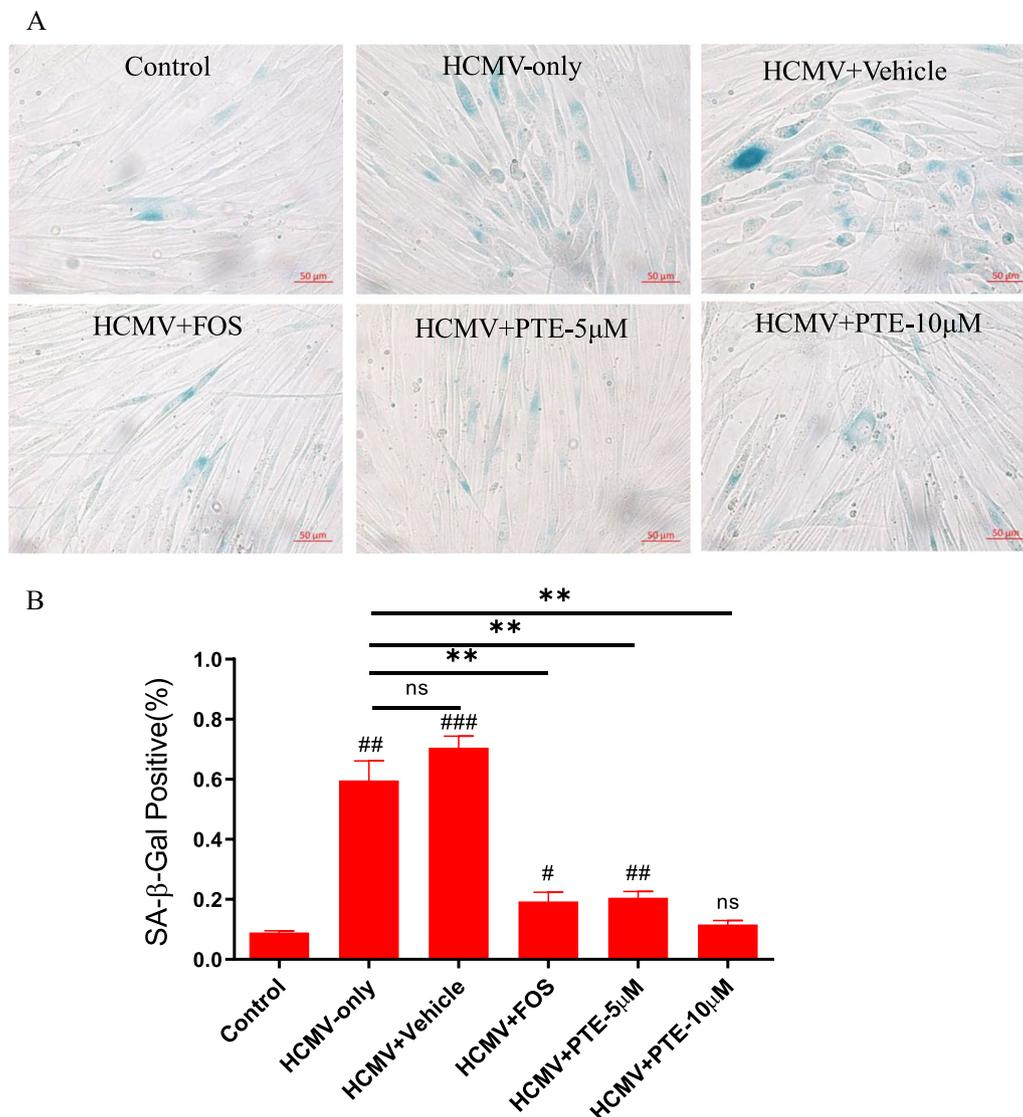 A
Control
HCMV-only
HCMV+Vehicle
50 μm
50 μm
50 μm
HCMV+FOS
HCMV+PTE-5μM
HCMV+PTE-10μM
50 μm
50 μm
50 μm
B
**
**
**
ns
###
##
#
##
ns
SA-β-Gal Positive(%)
1.0
0.8
0.6
0.4
0.2
0.0
Control
HCMV-only
HCMV+Vehicle
HCMV+FOS
HCMV+PTE-5μM
HCMV+PTE-10μM